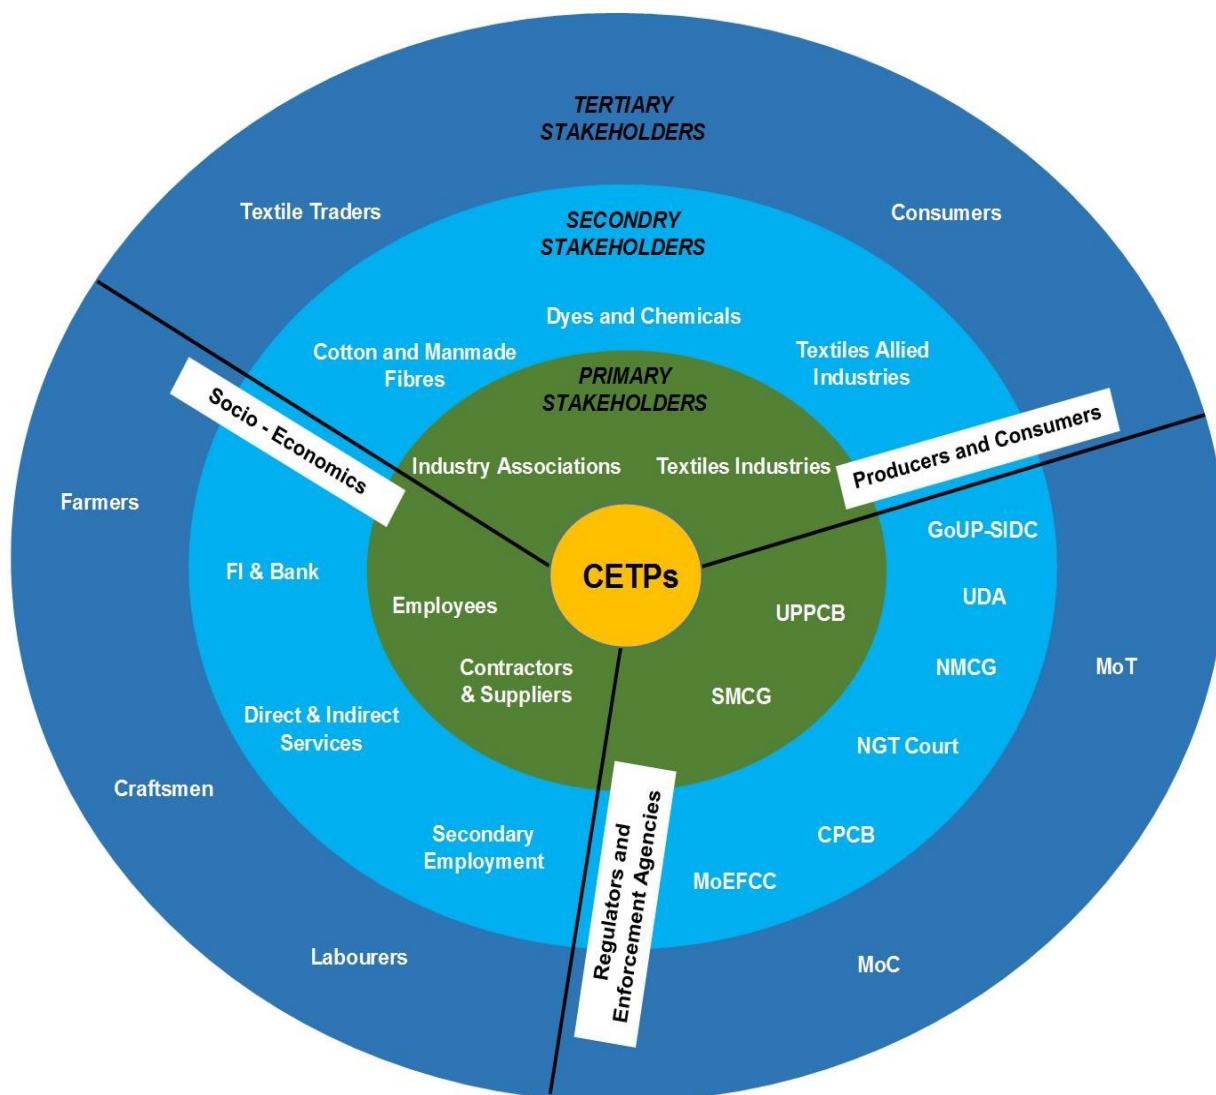 TERTIARY
STAKEHOLDERS
Textile Traders
Consumers
SECONDRY
STAKEHOLDERS
Dyes and Chemicals
Cotton and Manmade
Fibres
Textiles Allied
Industries
PRIMARY
STAKEHOLDERS
Socio - Economics
Producers and Consumers
Industry Associations
Textiles Industries
Farmers
GoUP-SIDC
FI & Bank
CETPs
UDA
Employees
UPPCB
Contractors
& Suppliers
NMCG
MoT
SMCG
Direct & Indirect
Services
NGT Court
Craftsmen
Secondary
Employment
CPCB
Regulators and
Enforcement Agencies
MoEFCC
Labourers
MoC